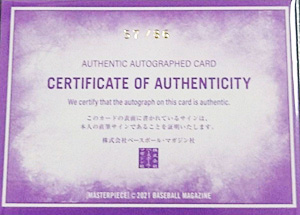 AUTHENTIC AUTOGRAPHED CARD
CERTIFICATE OF AUTHENTICITY
We certify that the autograph on this card is authentic.
このカードの表面に書かれているサインは、
本人の直筆サインであることを証明いたします。
株式会社ベースボール・マガジン社
[MASTERPIECE] © 2021 BASEBALL MAGAZINE